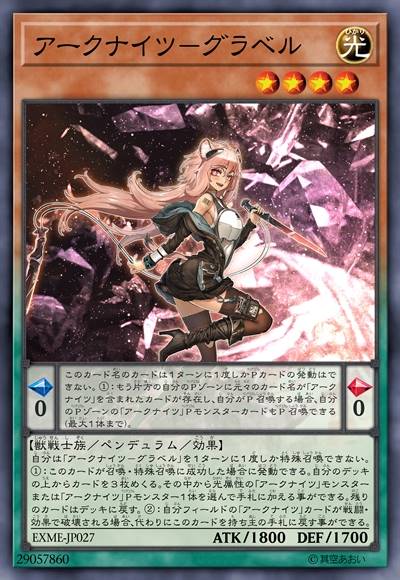 アークナイツ－グラベル
光
ひかり
このカード名のカードは1ターンに1度しかPカードの発動は
できない。①：もう片方の自分のPゾーンに元々のカード名が「アーク
ナイツ」を含まれたカードが存在し、自分がP召喚する場合、自分
のPゾーンの「アークナイツ」PモンスターカードもP召喚できる
(最大1体まで)。
0
0
【獣戦士族／ペンデュラム／効果】
自分は「アークナイツ－グラベル」を1ターンに1度しか特殊召喚できない。
①：このカードが召喚・特殊召喚に成功した場合に発動できる。自分のデッキ
の上からカードを3枚めくる。その中から光属性の「アークナイツ」モンスター
または「アークナイツ」Pモンスター1体を選んで手札に加える事ができる。残り
のカードはデッキに戻す。②：自分フィールドの「アークナイツ」カードが戦闘・
効果で破壊される場合、代わりにこのカードを持ち主の手札に戻す事ができる。
EXME-JP027
ATK/1800 DEF/1700
29057860
©其空あおい